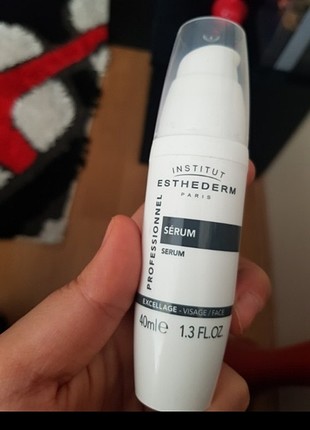 INSTITUT
ESTHEDERM
PARIS
PROFESSIONNEL
SÉRUM
SERUM
EXCELLAGE - VISAGE / FACE
40ml e 1.3 FL.OZ